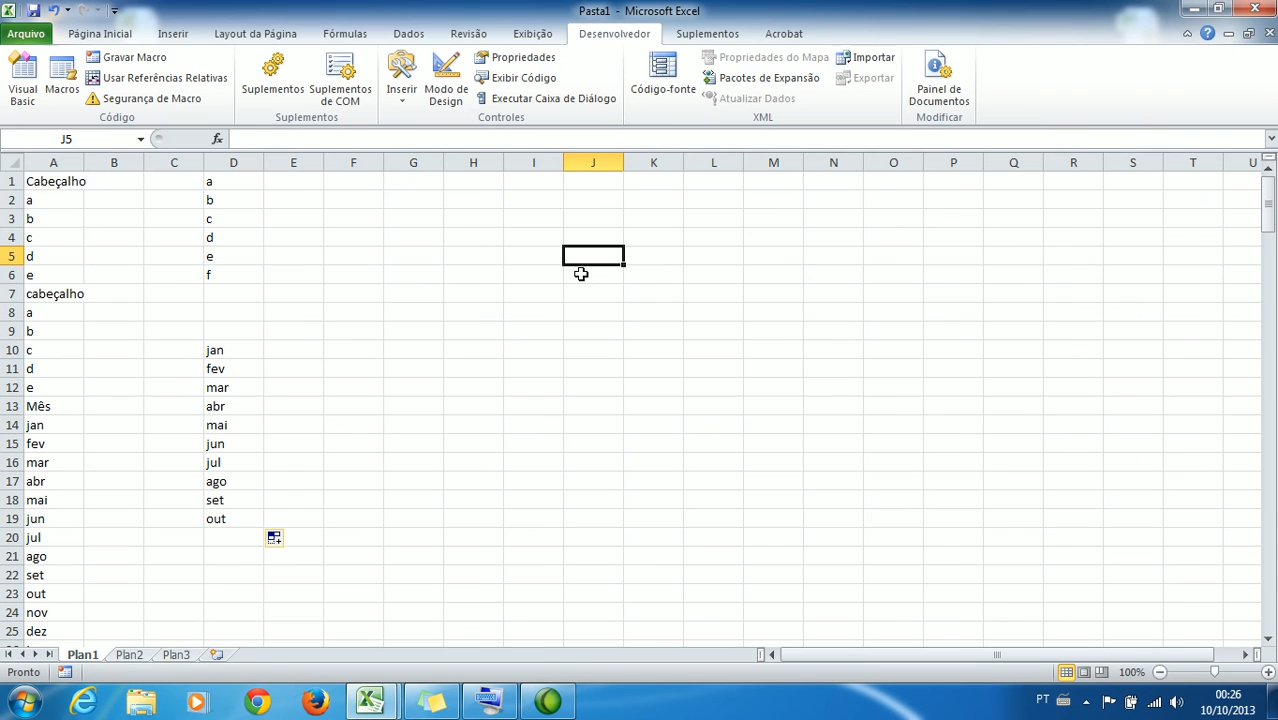 Pasta1 - Microsoft Excel
Arquivo Página Inicial Inserir Layout da Página Fórmulas Dados Revisão Exibição Desenvolvedor Suplementos Acrobat
Visual Basic
Macros
Gravar Macro
Usar Referências Relativas
Segurança de Macro
Código
Suplementos
Suplementos de COM
Suplementos
Inserir
Modo de Design
Propriedades
Exibir Código
Executar Caixa de Diálogo
Controles
Código-fonte
Propriedades do Mapa
Pacotes de Expansão
Atualizar Dados
Importar
Exportar
XML
Painel de Documentos
Modificar
J5 fx
A B C D E F G H I J K L M N O P Q R S T U
1 Cabeçalho a
2 a b
3 b c
4 c d
5 d e
6 e f
7 cabeçalho
8 a
9 b
10 c jan
11 d fev
12 e mar
13 Mês abr
14 jan mai
15 fev jun
16 mar jul
17 abr ago
18 mai set
19 jun out
20 jul
21 ago
22 set
23 out
24 nov
25 dez
Plan1 Plan2 Plan3
Pronto 100%
PT 00:26
10/10/2013